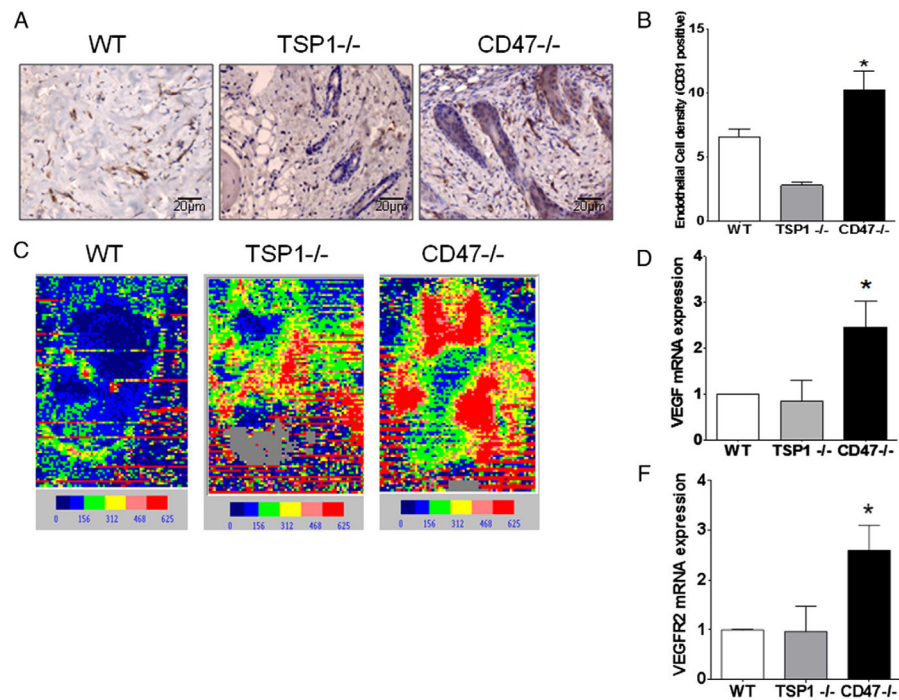 A
WT
TSP1-/-
CD47-/-
20µm
20µm
20µm
B
Endothelial Cell density (CD31 positive)
15
10
5
0
*
WT
TSP1 -/-
CD47-/-
C
WT
TSP1-/-
CD47-/-
0 156 312 468 625
0 156 312 468 625
0 156 312 468 625
D
VEGF mRNA expression
4
3
2
1
0
*
WT
TSP1 -/-
CD47-/-
F
VEGFR2 mRNA expression
4
3
2
1
0
*
WT
TSP1 -/-
CD47-/-